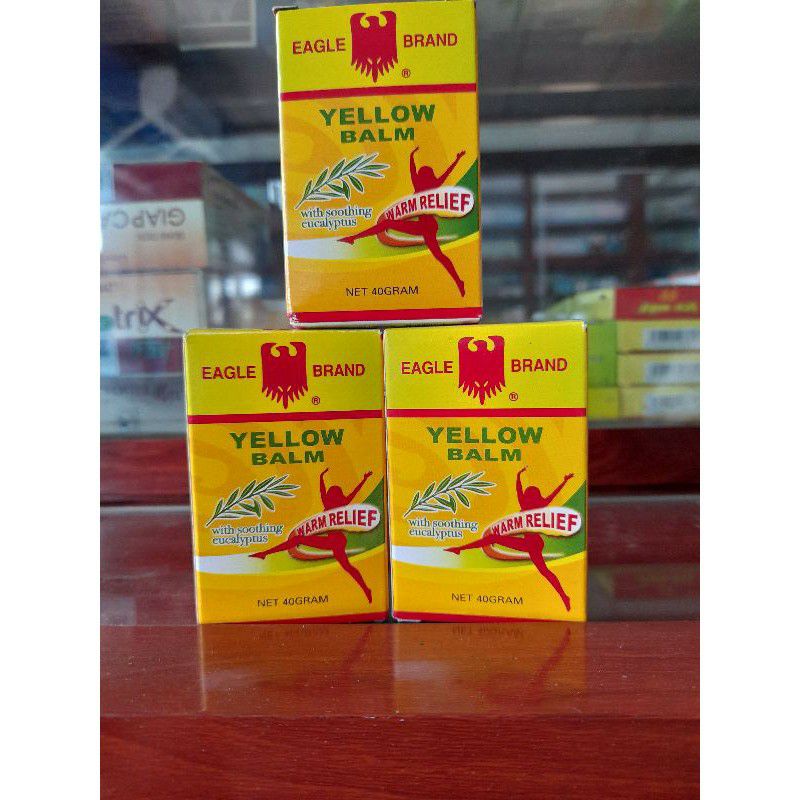 EAGLE BRAND
®
YELLOW
BALM
with soothing
eucalyptus
WARM RELIEF
NET 40GRAM
EAGLE BRAND
®
YELLOW
BALM
with soothing
eucalyptus
WARM RELIEF
NET 40GRAM
EAGLE BRAND
®
YELLOW
BALM
with soothing
eucalyptus
WARM RELIEF
NET 40GRAM
GIAPCA